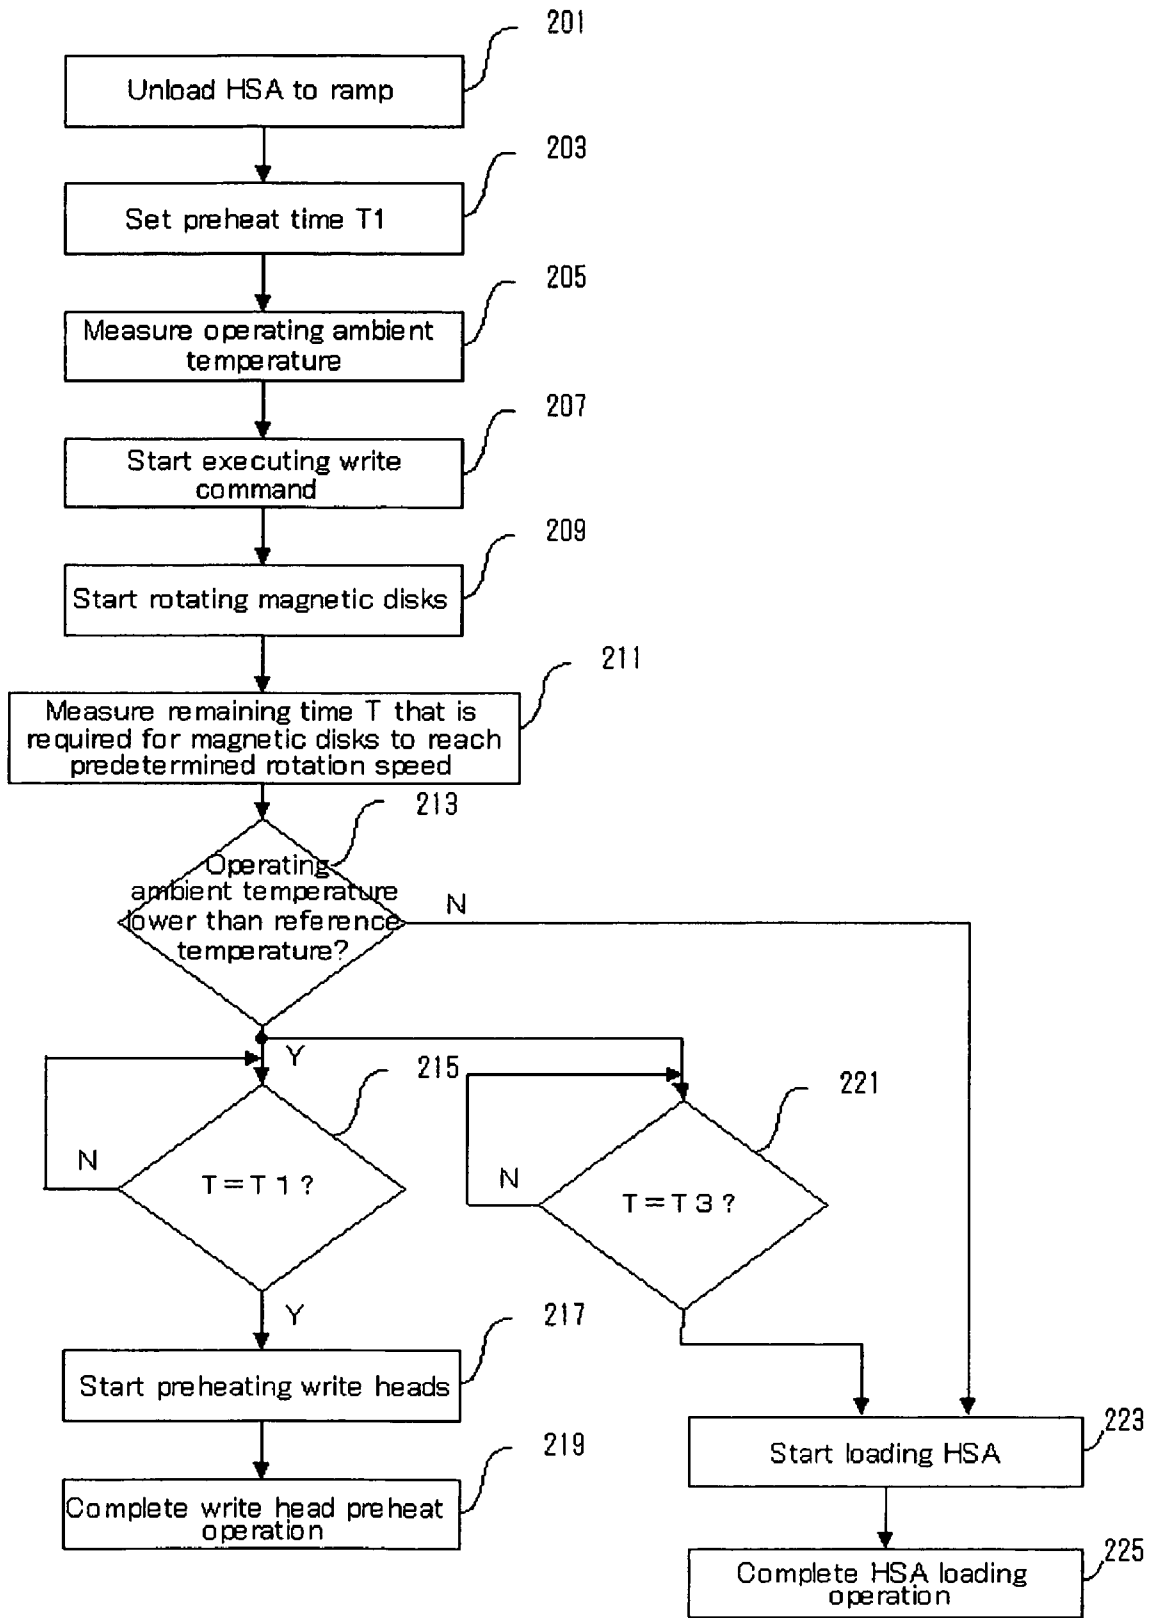 201
Unload HSA to ramp
203
Set preheat time T1
205
Measure operating ambient
temperature
207
Start executing write
command
209
Start rotating magnetic disks
211
Measure remaining time T that is
required for magnetic disks to reach
predetermined rotation speed
213
Operating
ambient temperature
lower than reference
temperature?
N
Y
215
T=T1?
N
Y
221
T=T3?
N
217
Start preheating write heads
219
Complete write head preheat
operation
223
Start loading HSA
225
Complete HSA loading
operation